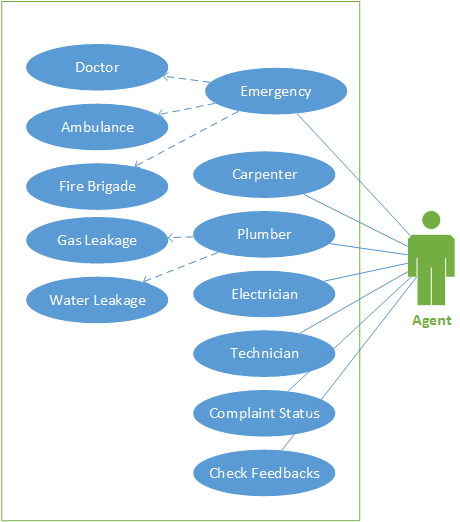 Doctor
Emergency
Ambulance
Carpenter
Fire Brigade
Plumber
Gas Leakage
Electrician
Water Leakage
Agent
Technician
Complaint Status
Check Feedbacks